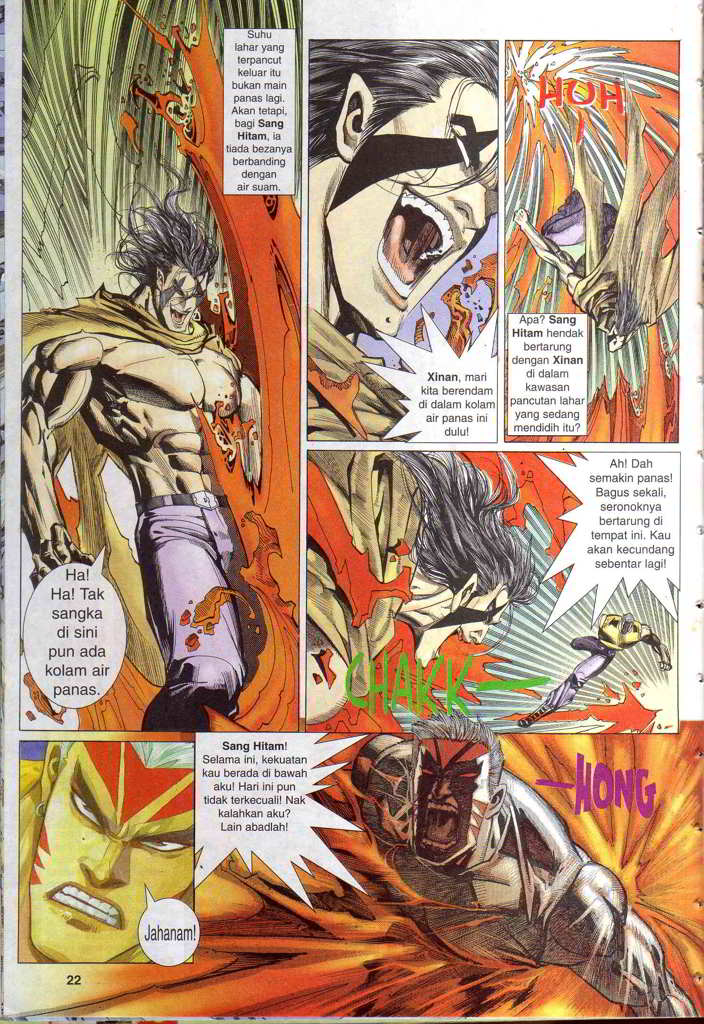 Suhu
lahar yang
terpancut
keluar itu
bukan main
panas lagi.
Akan tetapi,
bagi Sang
Hitam, ia
tiada bezanya
berbanding
dengan
air suam.
Ha!
Ha! Tak
sangka
di sini
pun ada
kolam air
panas.
Xinan, mari
kita berendam
di dalam kolam
air panas ini
dulu!
HUH
!
Apa? Sang
Hitam hendak
bertarung
dengan Xinan
di dalam
kawasan
pancutan lahar
yang sedang
mendidih itu?
Ah! Dah
semakin panas!
Bagus sekali,
seronoknya
bertarung di
tempat ini. Kau
akan kecundang
sebentar lagi!
CHAKK—
Jahanam!
Sang Hitam!
Selama ini, kekuatan
kau berada di bawah
aku! Hari ini pun
tidak terkecuali! Nak
kalahkan aku?
Lain abadlah!
—HONG
22